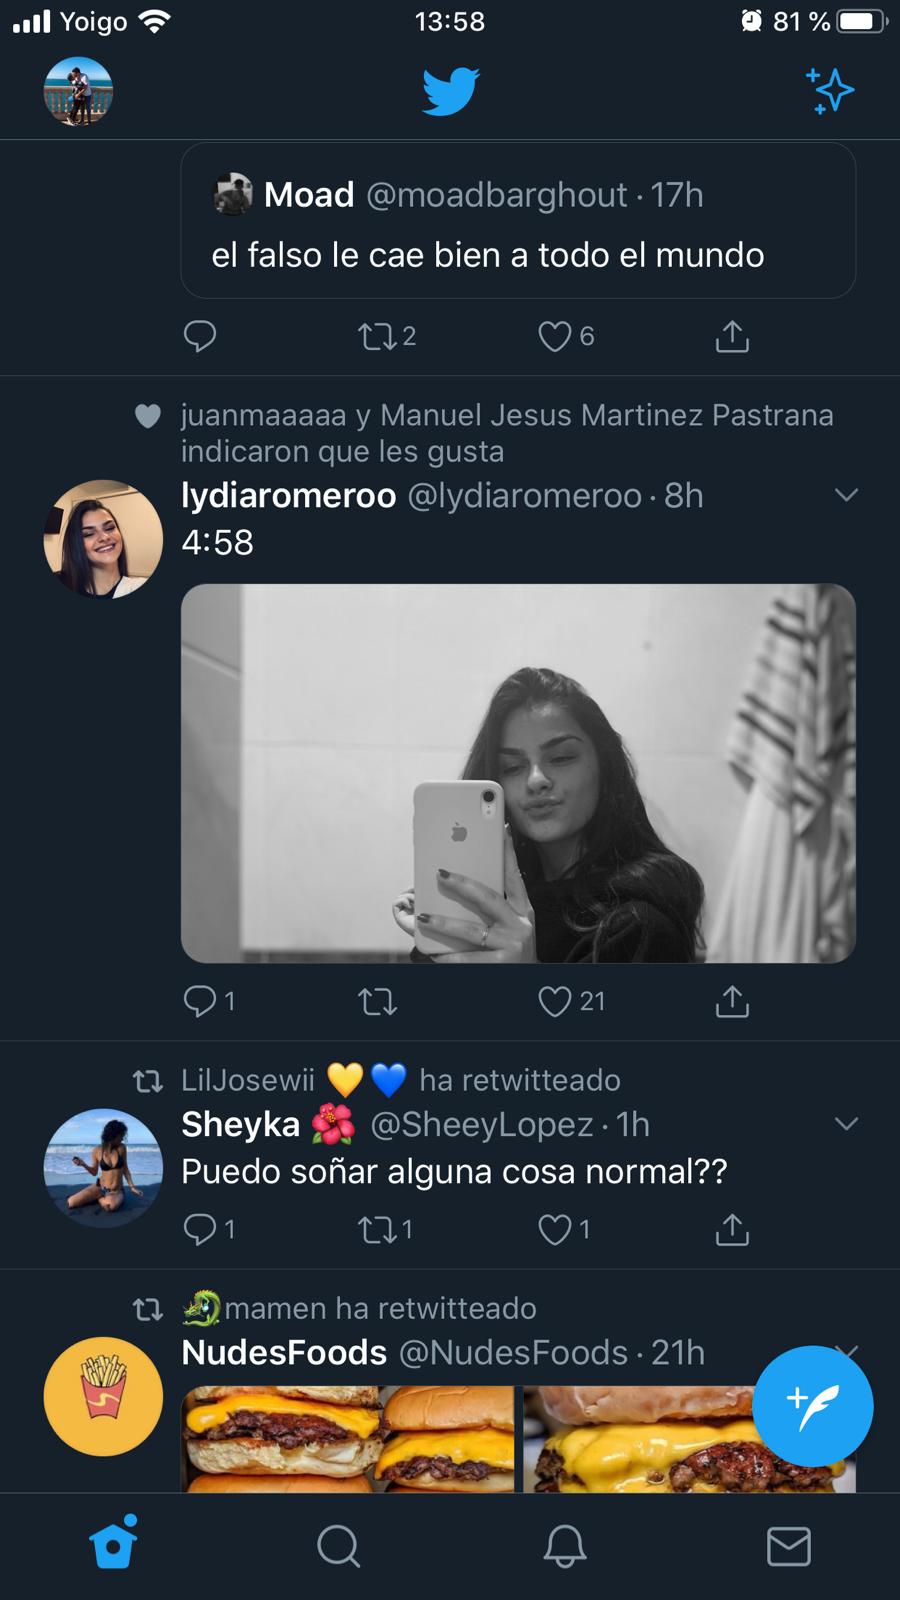 Yoigo 13:58 81 %
Moad @moadbarghout · 17h
el falso le cae bien a todo el mundo
2 6
juanmaaaaa y Manuel Jesus Martinez Pastrana
indicaron que les gusta
lydiaromeroo @lydiaromeroo · 8h
4:58
1 21
LilJosewii 💛💙 ha retwitteado
Sheyka 🌺 @SheeyLopez · 1h
Puedo soñar alguna cosa normal??
1 1 1
🐉mamen ha retwitteado
NudesFoods @NudesFoods · 21h